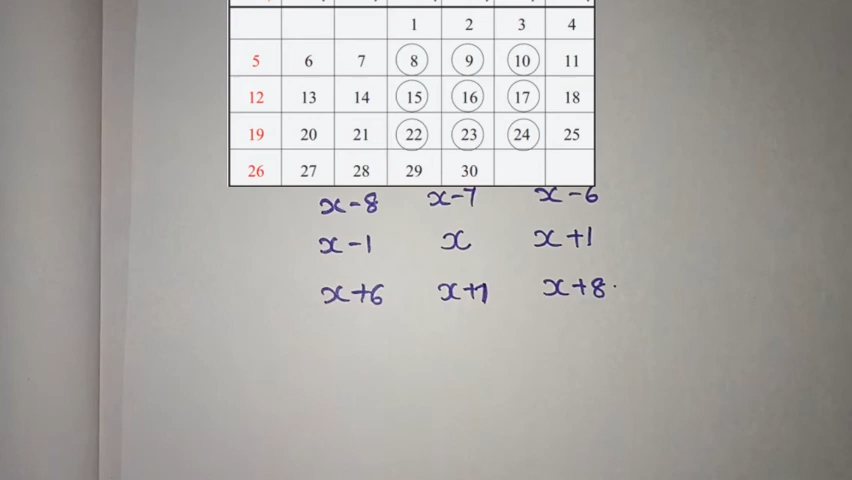 1 2 3 4
5 6 7 8 9 10 11
12 13 14 15 16 17 18
19 20 21 22 23 24 25
26 27 28 29 30
x-8 x-7 x-6
x-1 x x+1
x+6 x+7 x+8.